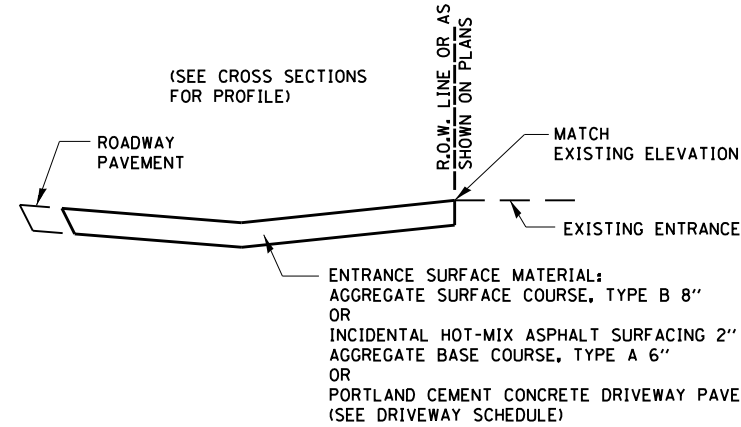 (SEE CROSS SECTIONS
FOR PROFILE)
R.O.W. LINE OR AS
SHOWN ON PLANS
ROADWAY
PAVEMENT
MATCH
EXISTING ELEVATION
EXISTING ENTRANCE
ENTRANCE SURFACE MATERIAL:
AGGREGATE SURFACE COURSE, TYPE B 8"
OR
INCIDENTAL HOT-MIX ASPHALT SURFACING 2"
AGGREGATE BASE COURSE, TYPE A 6"
OR
PORTLAND CEMENT CONCRETE DRIVEWAY PAVE
(SEE DRIVEWAY SCHEDULE)